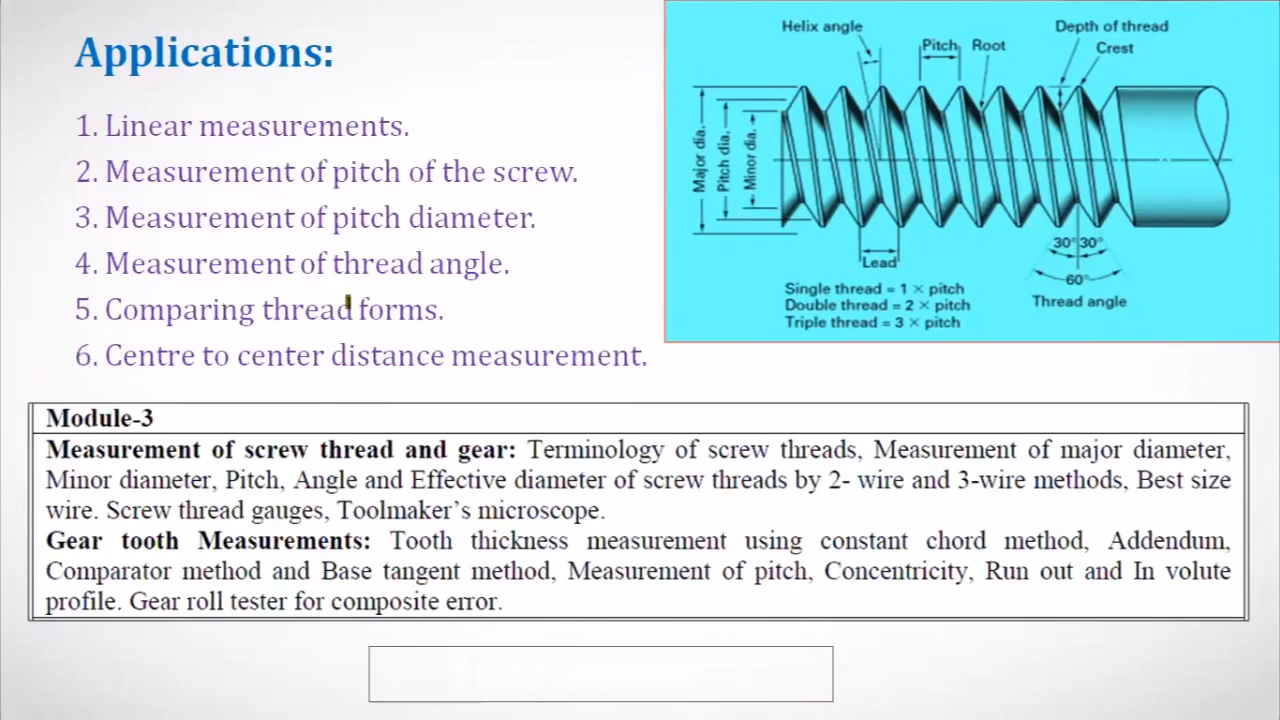 Applications:
1. Linear measurements.
2. Measurement of pitch of the screw.
3. Measurement of pitch diameter.
4. Measurement of thread angle.
5. Comparing thread forms.
6. Centre to center distance measurement.
Helix angle
Pitch
Root
Depth of thread
Crest
Major dia.
Pitch dia.
Minor dia.
Lead
30° 30°
60°
Thread angle
Single thread = 1 × pitch
Double thread = 2 × pitch
Triple thread = 3 × pitch
Module-3
Measurement of screw thread and gear: Terminology of screw threads, Measurement of major diameter,
Minor diameter, Pitch, Angle and Effective diameter of screw threads by 2- wire and 3-wire methods, Best size
wire. Screw thread gauges, Toolmaker's microscope.
Gear tooth Measurements: Tooth thickness measurement using constant chord method, Addendum,
Comparator method and Base tangent method, Measurement of pitch, Concentricity, Run out and In volute
profile. Gear roll tester for composite error.